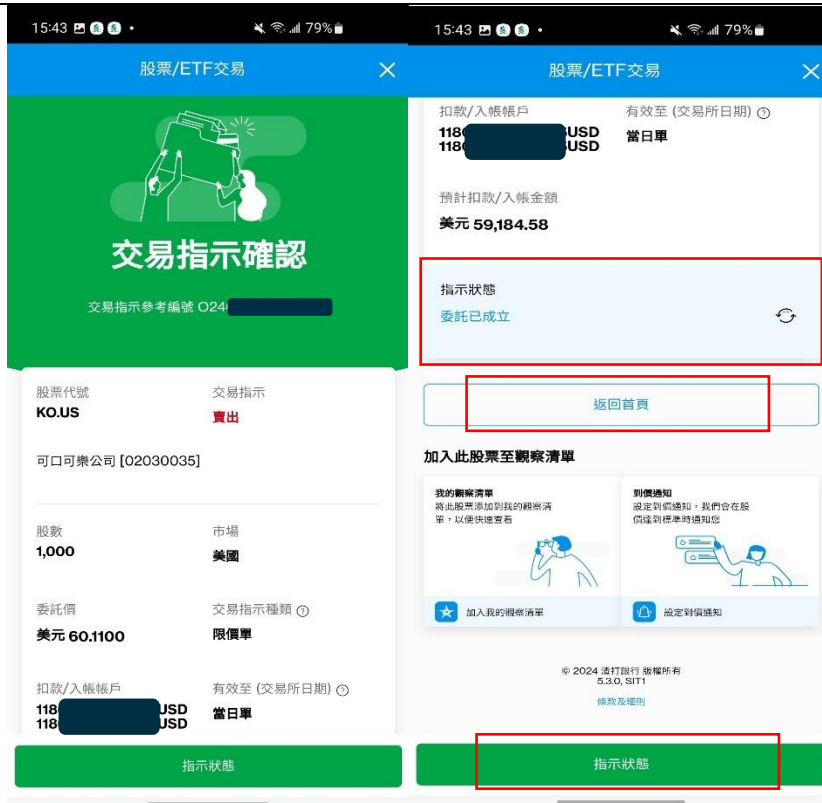 15:43
79%
股票/ETF交易
交易指示確認
交易指示參考編號 O24
股票代號
交易指示
KO.US
賣出
可口可樂公司 [02030035]
股數
市場
1,000
美國
委託價
交易指示種類
美元 60.1100
限價單
扣款/入帳帳戶
有效至 (交易所日期)
118 USD
118 USD
當日單
指示狀態
15:43
79%
股票/ETF交易
扣款/入帳帳戶
有效至 (交易所日期)
118 USD
118 USD
當日單
預計扣款/入帳金額
美元 59,184.58
指示狀態
委託已成立
返回首頁
加入此股票至觀察清單
我的觀察清單
將此股票添加到我的觀察清
單,以便快速查看
到價通知
設定到價通知,我們會在股
價達到標準時通知您
加入我的觀察清單
設定到價通知
© 2024 渣打銀行 版權所有
5.3.0, SIT1
條款及細則
指示狀態